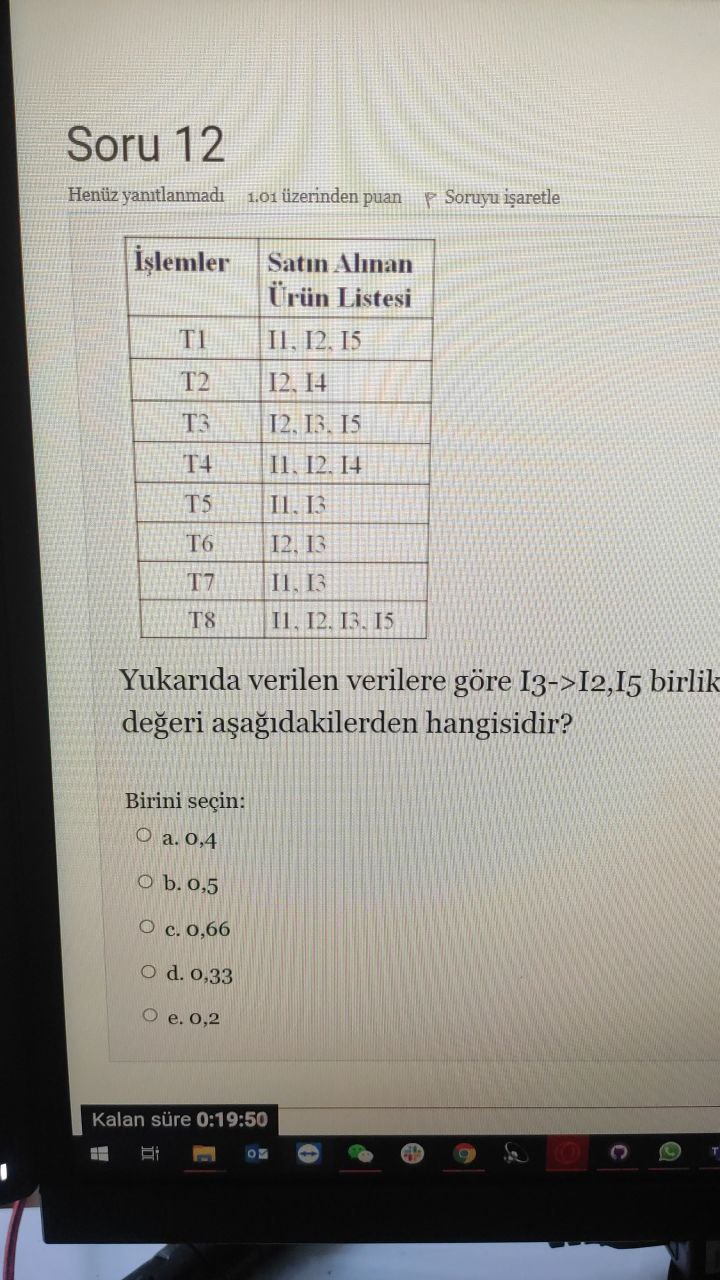 Soru 12
Henüz yanıtlanmadı 1.01 üzerinden puan Soruyu işaretle
İşlemler Satın Alınan
Ürün Listesi
T1 I1, I2, I5
T2 I2, I4
T3 I2, I3, I5
T4 I1, I2, I4
T5 I1, I3
T6 I2, I3
T7 I1, I3
T8 I1, I2, I3, I5
Yukarıda verilen verilere göre I3->I2,I5 birlik
değeri aşağıdakilerden hangisidir?
Birini seçin:
a. 0,4
b. 0,5
c. 0,66
d. 0,33
e. 0,2
Kalan süre 0:19:50